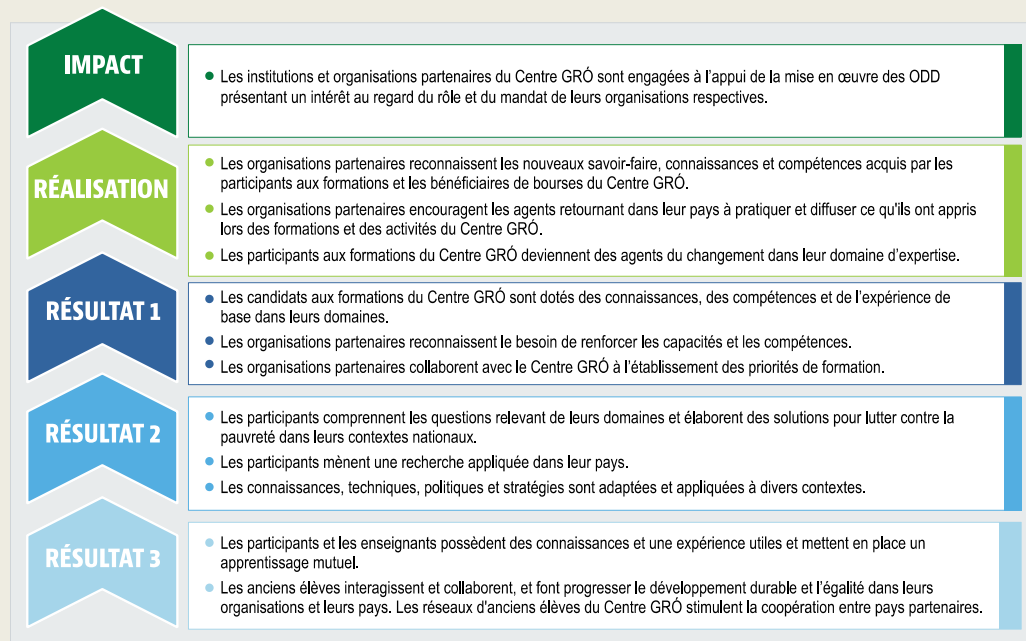 IMPACT
• Les institutions et organisations partenaires du Centre GRÓ sont engagées à l'appui de la mise en œuvre des ODD
présentant un intérêt au regard du rôle et du mandat de leurs organisations respectives.
RÉALISATION
• Les organisations partenaires reconnaissent les nouveaux savoir-faire, connaissances et compétences acquis par les
participants aux formations et les bénéficiaires de bourses du Centre GRÓ.
• Les organisations partenaires encouragent les agents retournant dans leur pays à pratiquer et diffuser ce qu'ils ont appris
lors des formations et des activités du Centre GRÓ.
• Les participants aux formations du Centre GRÓ deviennent des agents du changement dans leur domaine d'expertise.
RÉSULTAT 1
• Les candidats aux formations du Centre GRÓ sont dotés des connaissances, des compétences et de l'expérience de
base dans leurs domaines.
• Les organisations partenaires reconnaissent le besoin de renforcer les capacités et les compétences.
• Les organisations partenaires collaborent avec le Centre GRÓ à l'établissement des priorités de formation.
RÉSULTAT 2
• Les participants comprennent les questions relevant de leurs domaines et élaborent des solutions pour lutter contre la
pauvreté dans leurs contextes nationaux.
• Les participants mènent une recherche appliquée dans leur pays.
• Les connaissances, techniques, politiques et stratégies sont adaptées et appliquées à divers contextes.
RÉSULTAT 3
• Les participants et les enseignants possèdent des connaissances et une expérience utiles et mettent en place un
apprentissage mutuel.
• Les anciens élèves interagissent et collaborent, et font progresser le développement durable et l'égalité dans leurs
organisations et leurs pays. Les réseaux d'anciens élèves du Centre GRÓ stimulent la coopération entre pays partenaires.